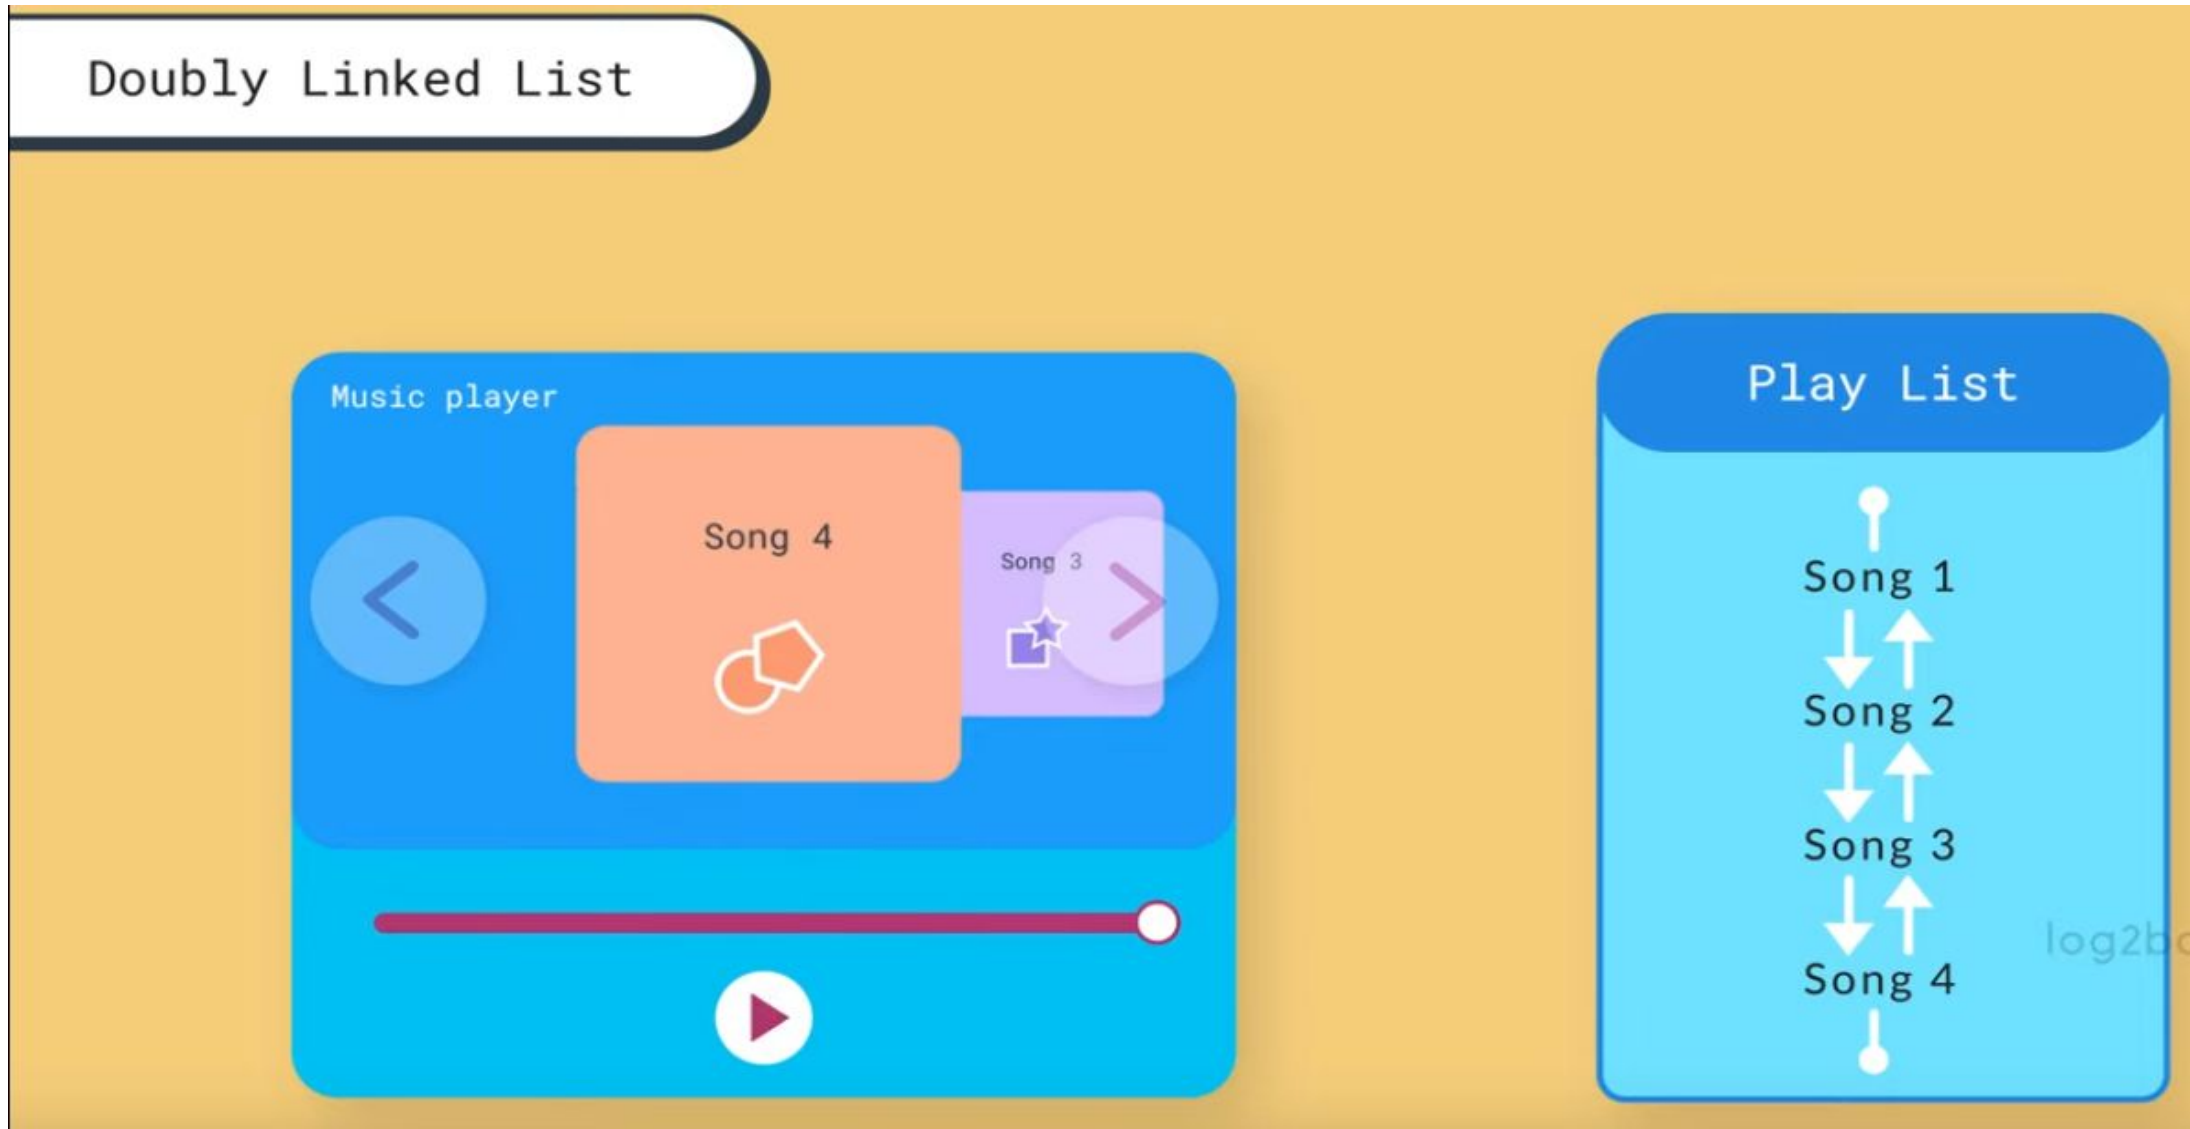 Doubly Linked List
Music player
Song 4
Song 3
Play List
Song 1
Song 2
Song 3
Song 4